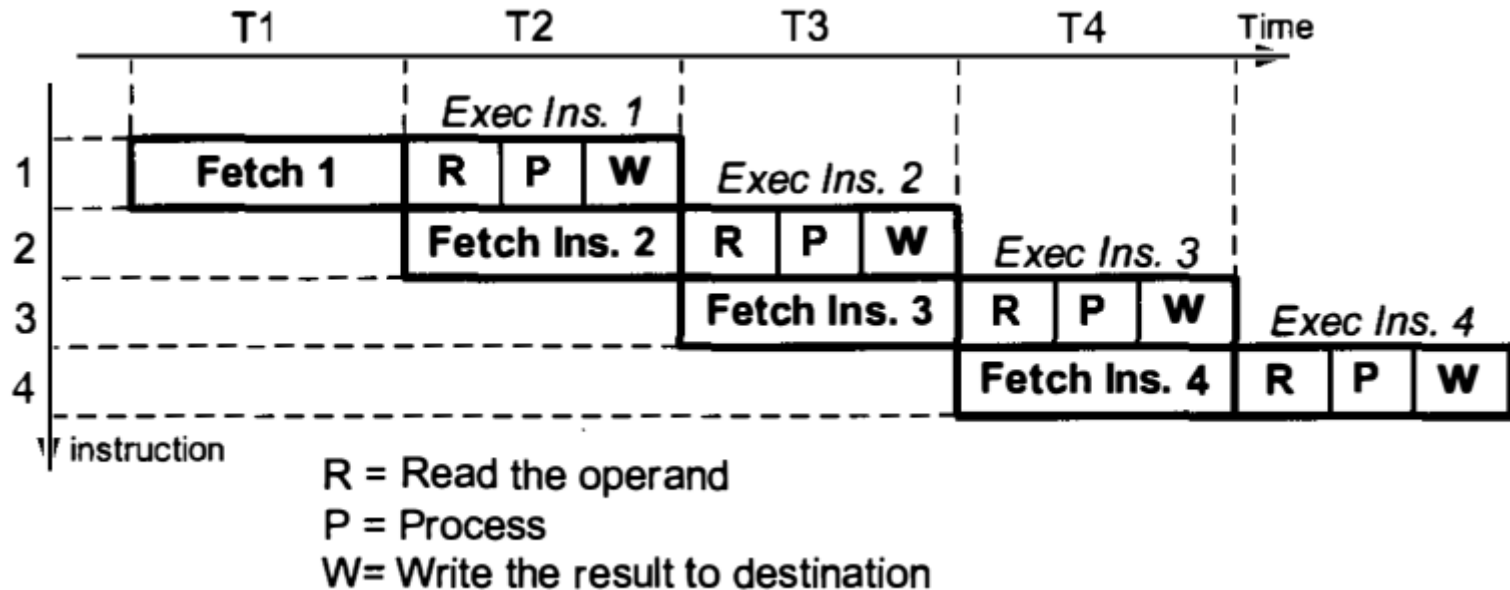 T1 T2 T3 T4 Time
Exec Ins. 1
1 Fetch 1 R P W Exec Ins. 2
2 Fetch Ins. 2 R P W Exec Ins. 3
3 Fetch Ins. 3 R P W Exec Ins. 4
4 Fetch Ins. 4 R P W
instruction
R = Read the operand
P = Process
W= Write the result to destination